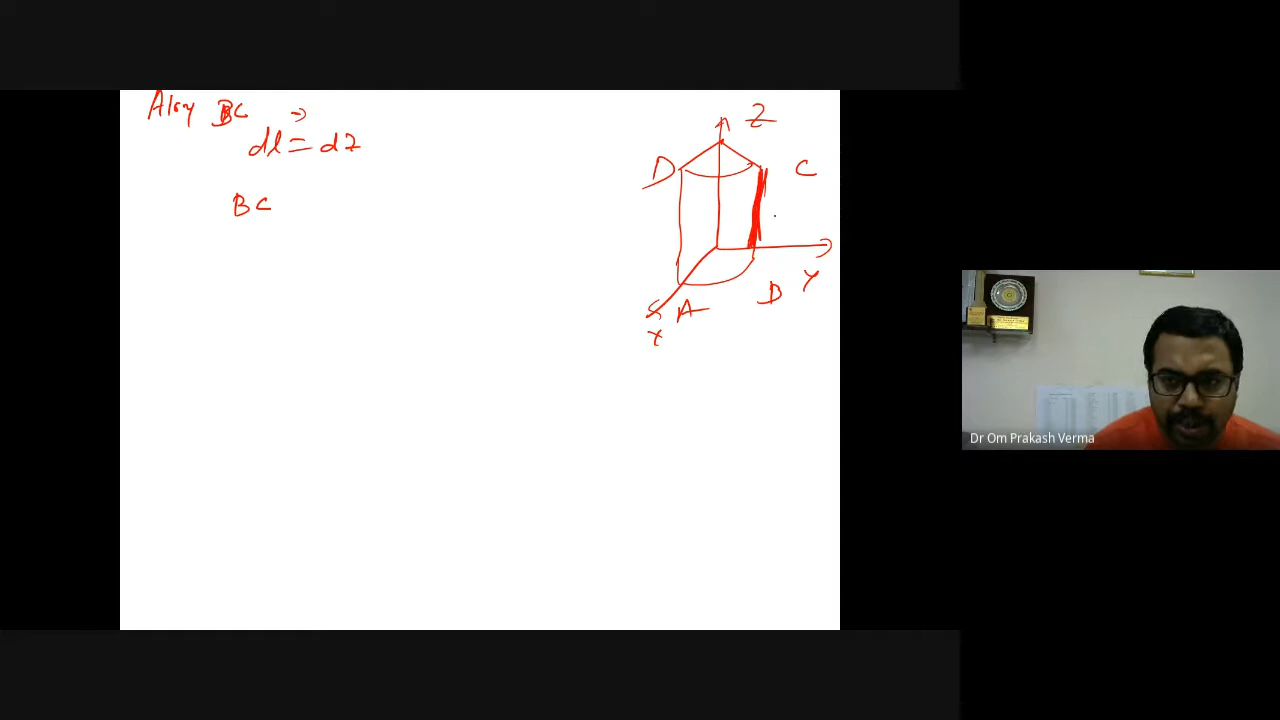 Along BC →
dl = dz
BC
Z
D
C
Y
B
A
X
Dr Om Prakash Verma